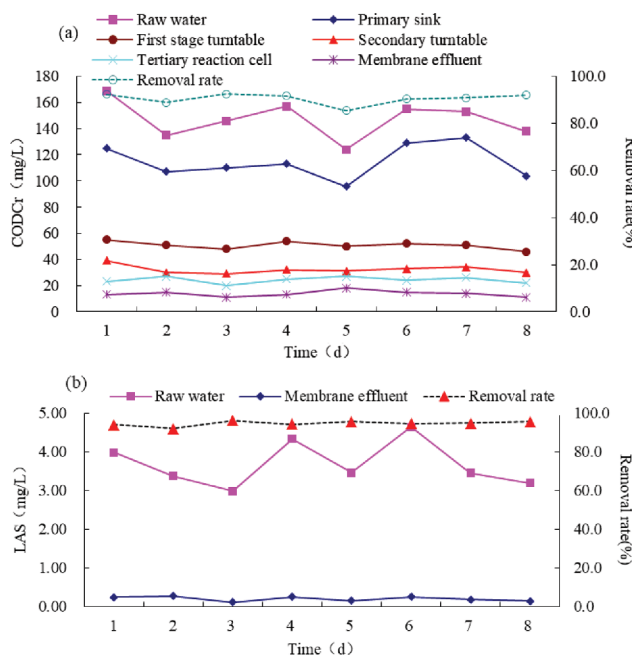 (a)
Raw water
Primary sink
First stage turntable
Secondary turntable
Tertiary reaction cell
Membrane effluent
Removal rate
180
160
140
120
100
80
60
40
20
0
CODCr（mg/L）
100.0
80.0
60.0
40.0
20.0
0.0
Removal rate(%)
1 2 3 4 5 6 7 8
Time（d）
(b)
Raw water Membrane effluent Removal rate
5.00
4.00
3.00
2.00
1.00
0.00
LAS（mg/L）
100.0
80.0
60.0
40.0
20.0
0.0
Removal rate(%)
1 2 3 4 5 6 7 8
Time（d）